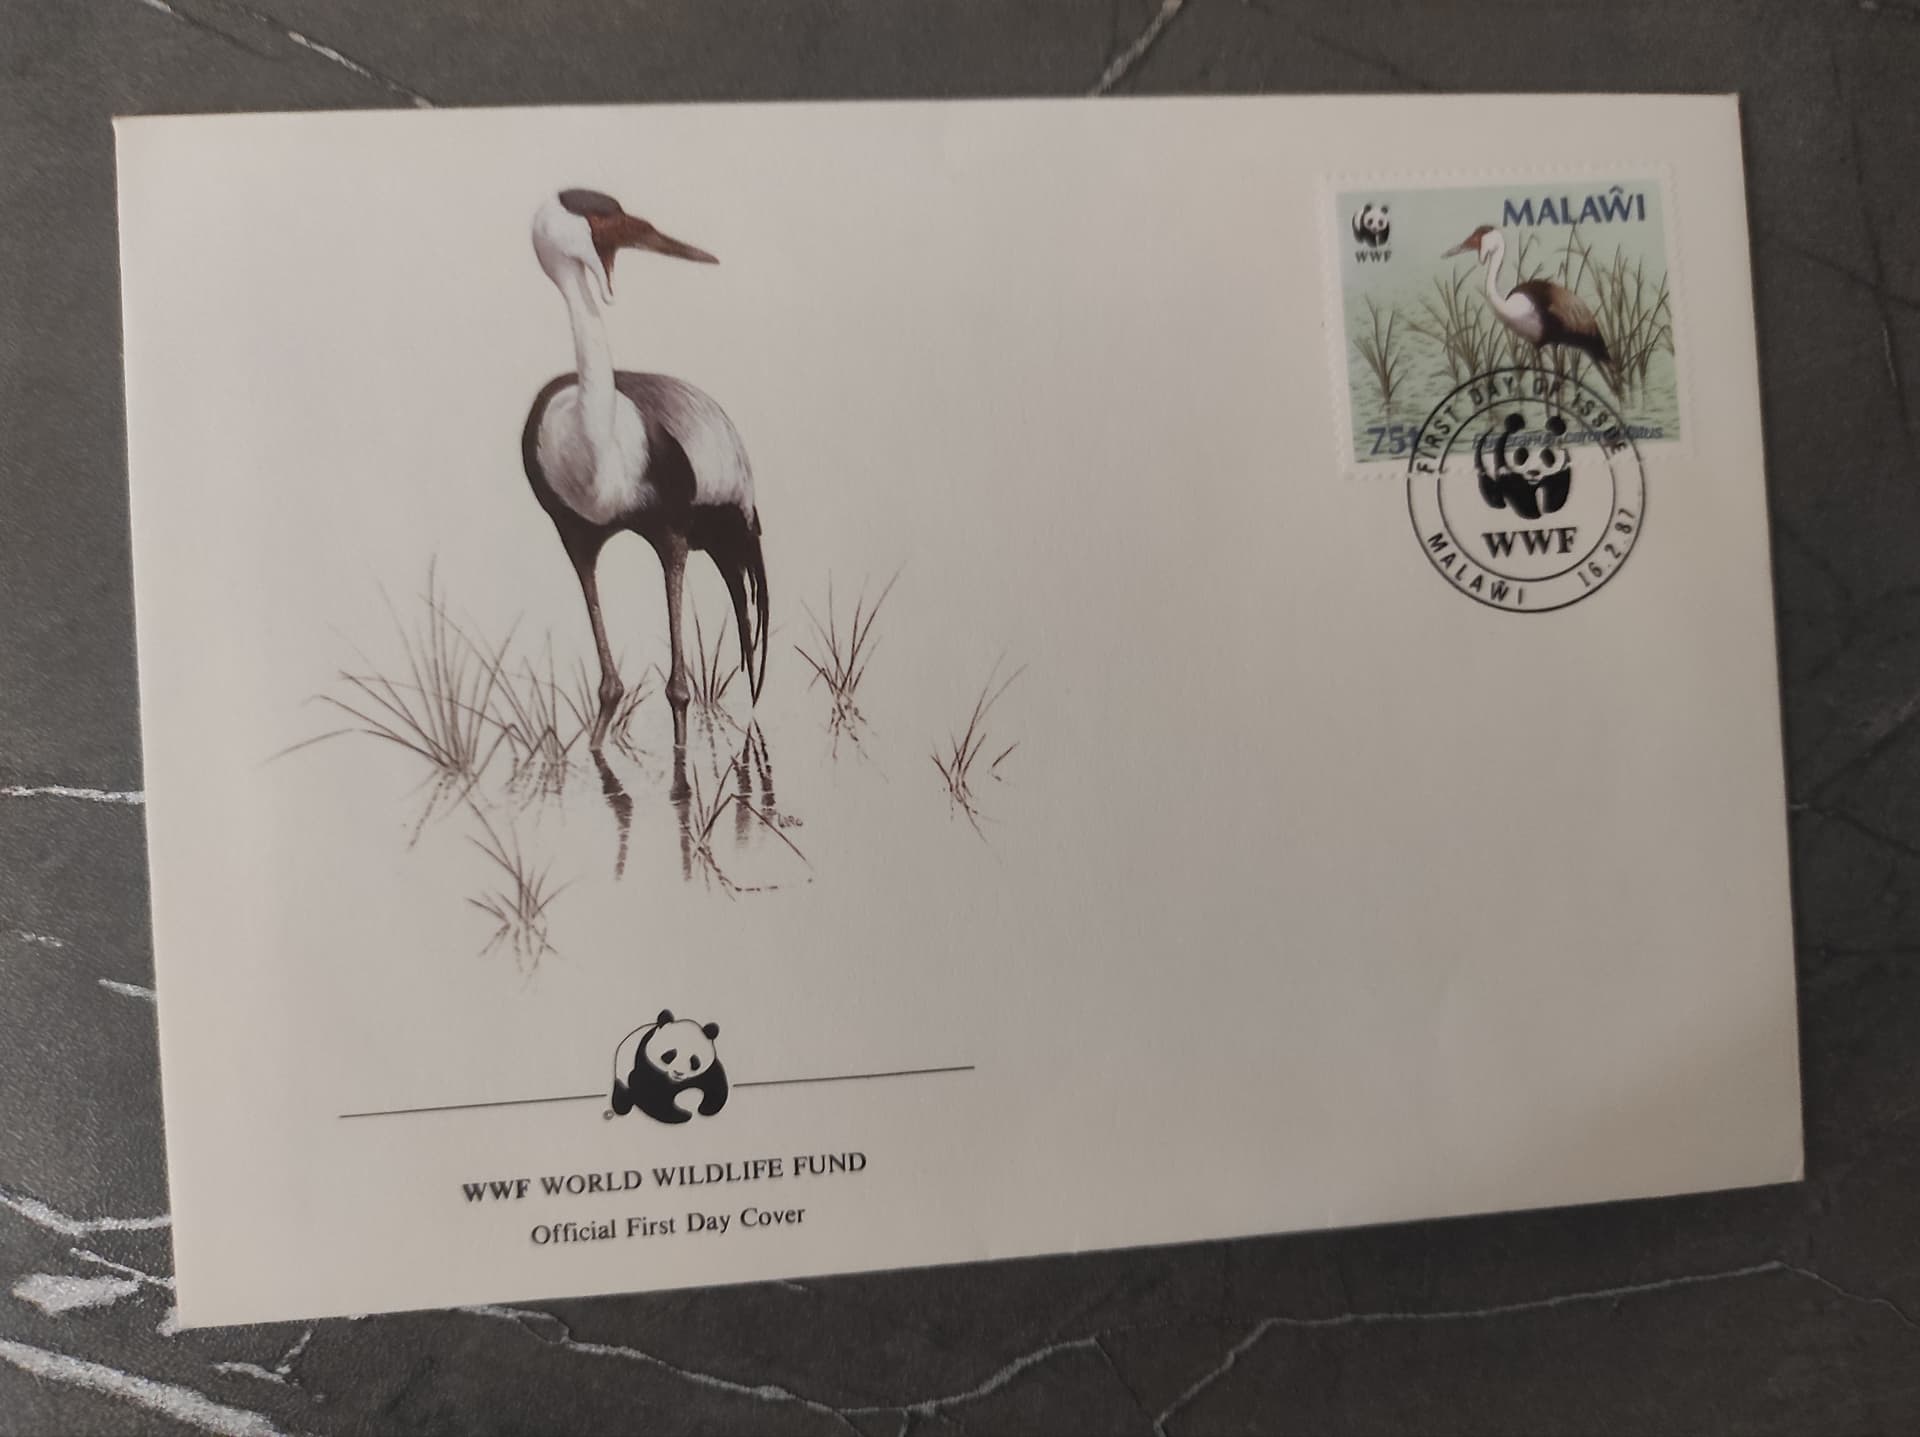 MALAŴI
WWF
75t
FIRST DAY OF ISSUE
WWF
MALAŴI 16.2.87
WWF WORLD WILDLIFE FUND
Official First Day Cover